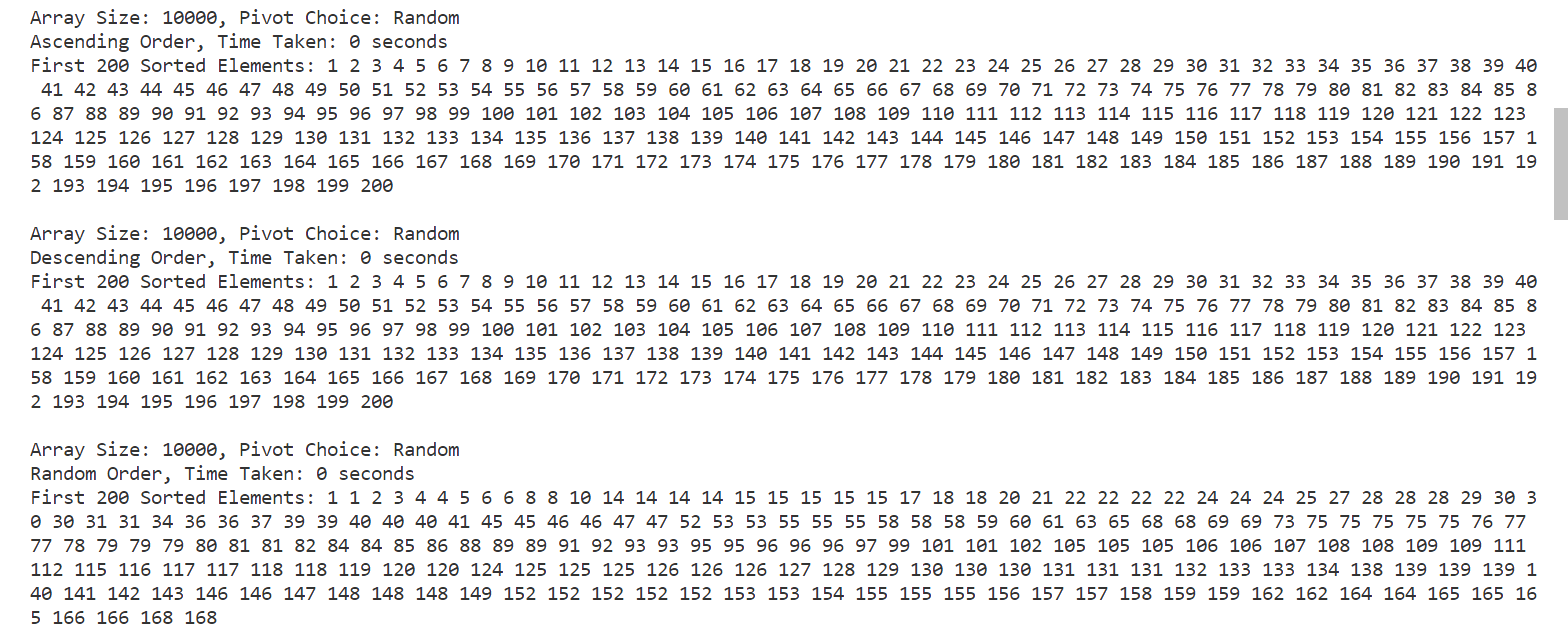 Array Size: 10000, Pivot Choice: Random
Ascending Order, Time Taken: 0 seconds
First 200 Sorted Elements: 1 2 3 4 5 6 7 8 9 10 11 12 13 14 15 16 17 18 19 20 21 22 23 24 25 26 27 28 29 30 31 32 33 34 35 36 37 38 39 40
41 42 43 44 45 46 47 48 49 50 51 52 53 54 55 56 57 58 59 60 61 62 63 64 65 66 67 68 69 70 71 72 73 74 75 76 77 78 79 80 81 82 83 84 85 8
6 87 88 89 90 91 92 93 94 95 96 97 98 99 100 101 102 103 104 105 106 107 108 109 110 111 112 113 114 115 116 117 118 119 120 121 122 123
124 125 126 127 128 129 130 131 132 133 134 135 136 137 138 139 140 141 142 143 144 145 146 147 148 149 150 151 152 153 154 155 156 157 1
58 159 160 161 162 163 164 165 166 167 168 169 170 171 172 173 174 175 176 177 178 179 180 181 182 183 184 185 186 187 188 189 190 191 19
2 193 194 195 196 197 198 199 200
Array Size: 10000, Pivot Choice: Random
Descending Order, Time Taken: 0 seconds
First 200 Sorted Elements: 1 2 3 4 5 6 7 8 9 10 11 12 13 14 15 16 17 18 19 20 21 22 23 24 25 26 27 28 29 30 31 32 33 34 35 36 37 38 39 40
41 42 43 44 45 46 47 48 49 50 51 52 53 54 55 56 57 58 59 60 61 62 63 64 65 66 67 68 69 70 71 72 73 74 75 76 77 78 79 80 81 82 83 84 85 8
6 87 88 89 90 91 92 93 94 95 96 97 98 99 100 101 102 103 104 105 106 107 108 109 110 111 112 113 114 115 116 117 118 119 120 121 122 123
124 125 126 127 128 129 130 131 132 133 134 135 136 137 138 139 140 141 142 143 144 145 146 147 148 149 150 151 152 153 154 155 156 157 1
58 159 160 161 162 163 164 165 166 167 168 169 170 171 172 173 174 175 176 177 178 179 180 181 182 183 184 185 186 187 188 189 190 191 19
2 193 194 195 196 197 198 199 200
Array Size: 10000, Pivot Choice: Random
Random Order, Time Taken: 0 seconds
First 200 Sorted Elements: 1 1 2 3 4 4 5 6 6 8 8 10 14 14 14 14 15 15 15 15 15 17 18 18 20 21 22 22 22 22 24 24 24 25 27 28 28 28 29 30 3
0 30 31 31 34 36 36 37 39 39 40 40 40 41 45 45 46 46 47 47 52 53 53 55 55 55 58 58 58 59 60 61 63 65 68 68 69 69 73 75 75 75 75 75 76 77
77 78 79 79 79 80 81 81 82 84 84 85 86 88 89 89 91 92 93 93 95 95 96 96 96 97 99 101 101 102 105 105 105 106 106 107 108 108 109 109 111
112 115 116 117 117 118 118 119 120 120 124 125 125 125 126 126 126 127 128 129 130 130 130 131 131 131 132 133 133 134 138 139 139 139 1
40 141 142 143 146 146 147 148 148 148 149 152 152 152 152 152 153 153 154 155 155 155 156 157 157 158 159 159 162 162 164 164 165 165 16
5 166 166 168 168